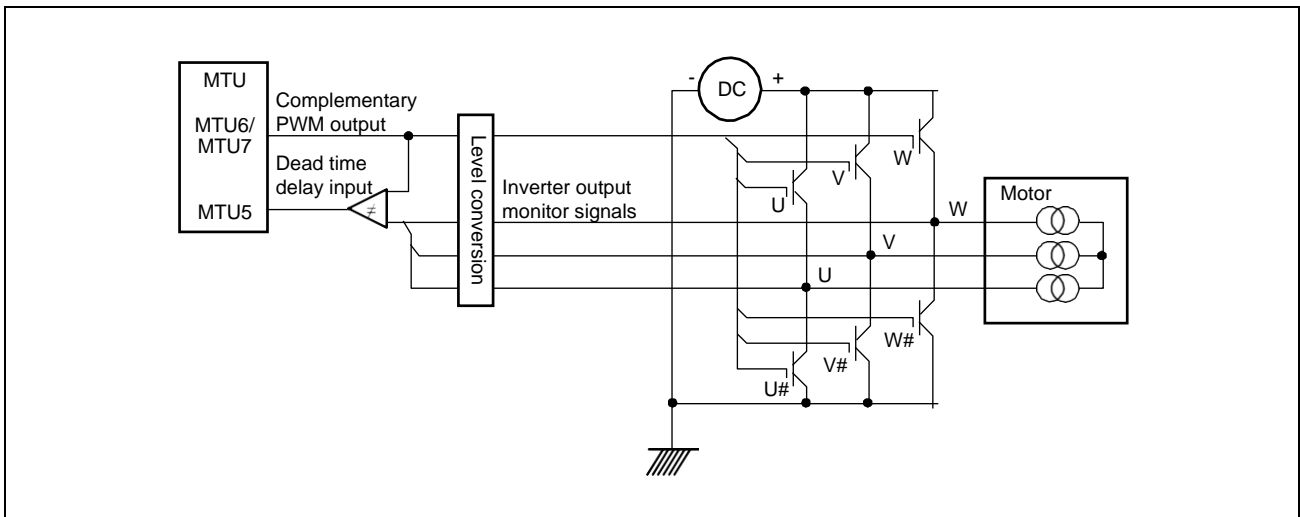 MTU
MTU6/
MTU7
MTU5
Complementary
PWM output
Dead time
delay input
≠
Level conversion
Inverter output
monitor signals
-
DC
+
W
V
U
W
V
U
W#
V#
U#
Motor